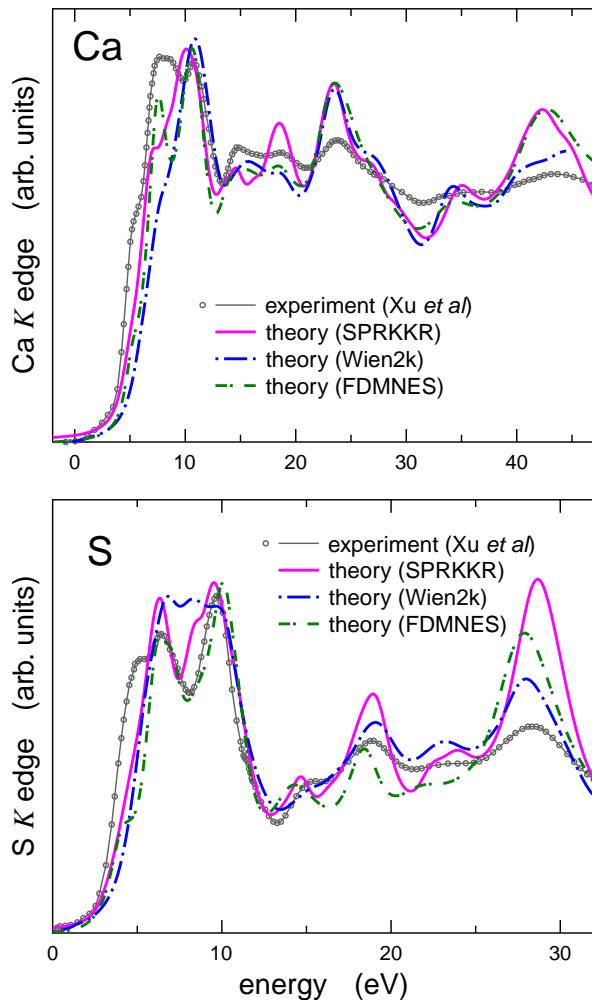 Ca
Ca K edge (arb. units)
experiment (Xu et al)
theory (SPRKKR)
theory (Wien2k)
theory (FDMNES)
0 10 20 30 40
S
S K edge (arb. units)
experiment (Xu et al)
theory (SPRKKR)
theory (Wien2k)
theory (FDMNES)
0 10 20 30
energy (eV)